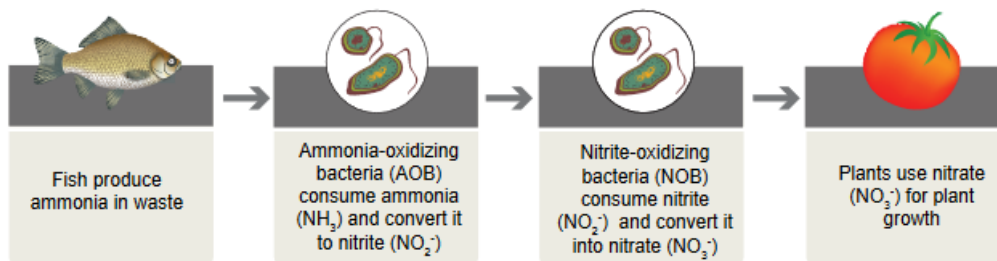 Fish produce
ammonia in waste
Ammonia-oxidizing
bacteria (AOB)
consume ammonia
(NH₃) and convert it
to nitrite (NO₂⁻)
Nitrite-oxidizing
bacteria (NOB)
consume nitrite
(NO₂⁻) and convert it
into nitrate (NO₃⁻)
Plants use nitrate
(NO₃⁻) for plant
growth